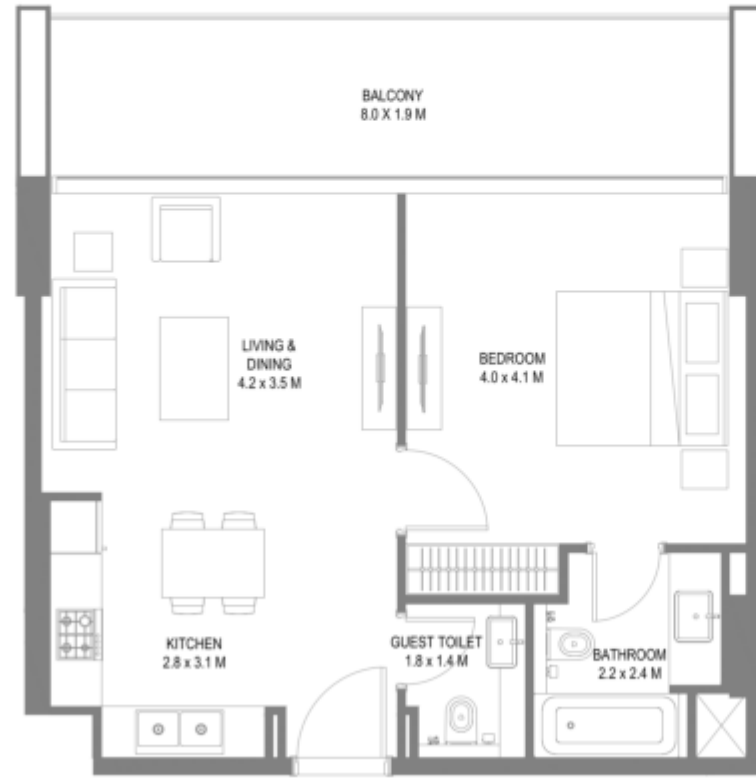 BALCONY
8.0 X 1.9 M
LIVING &
DINING
4.2 x 3.5 M
BEDROOM
4.0 x 4.1 M
KITCHEN
2.8 x 3.1 M
GUEST TOILET
1.8 x 1.4 M
BATHROOM
2.2 x 2.4 M